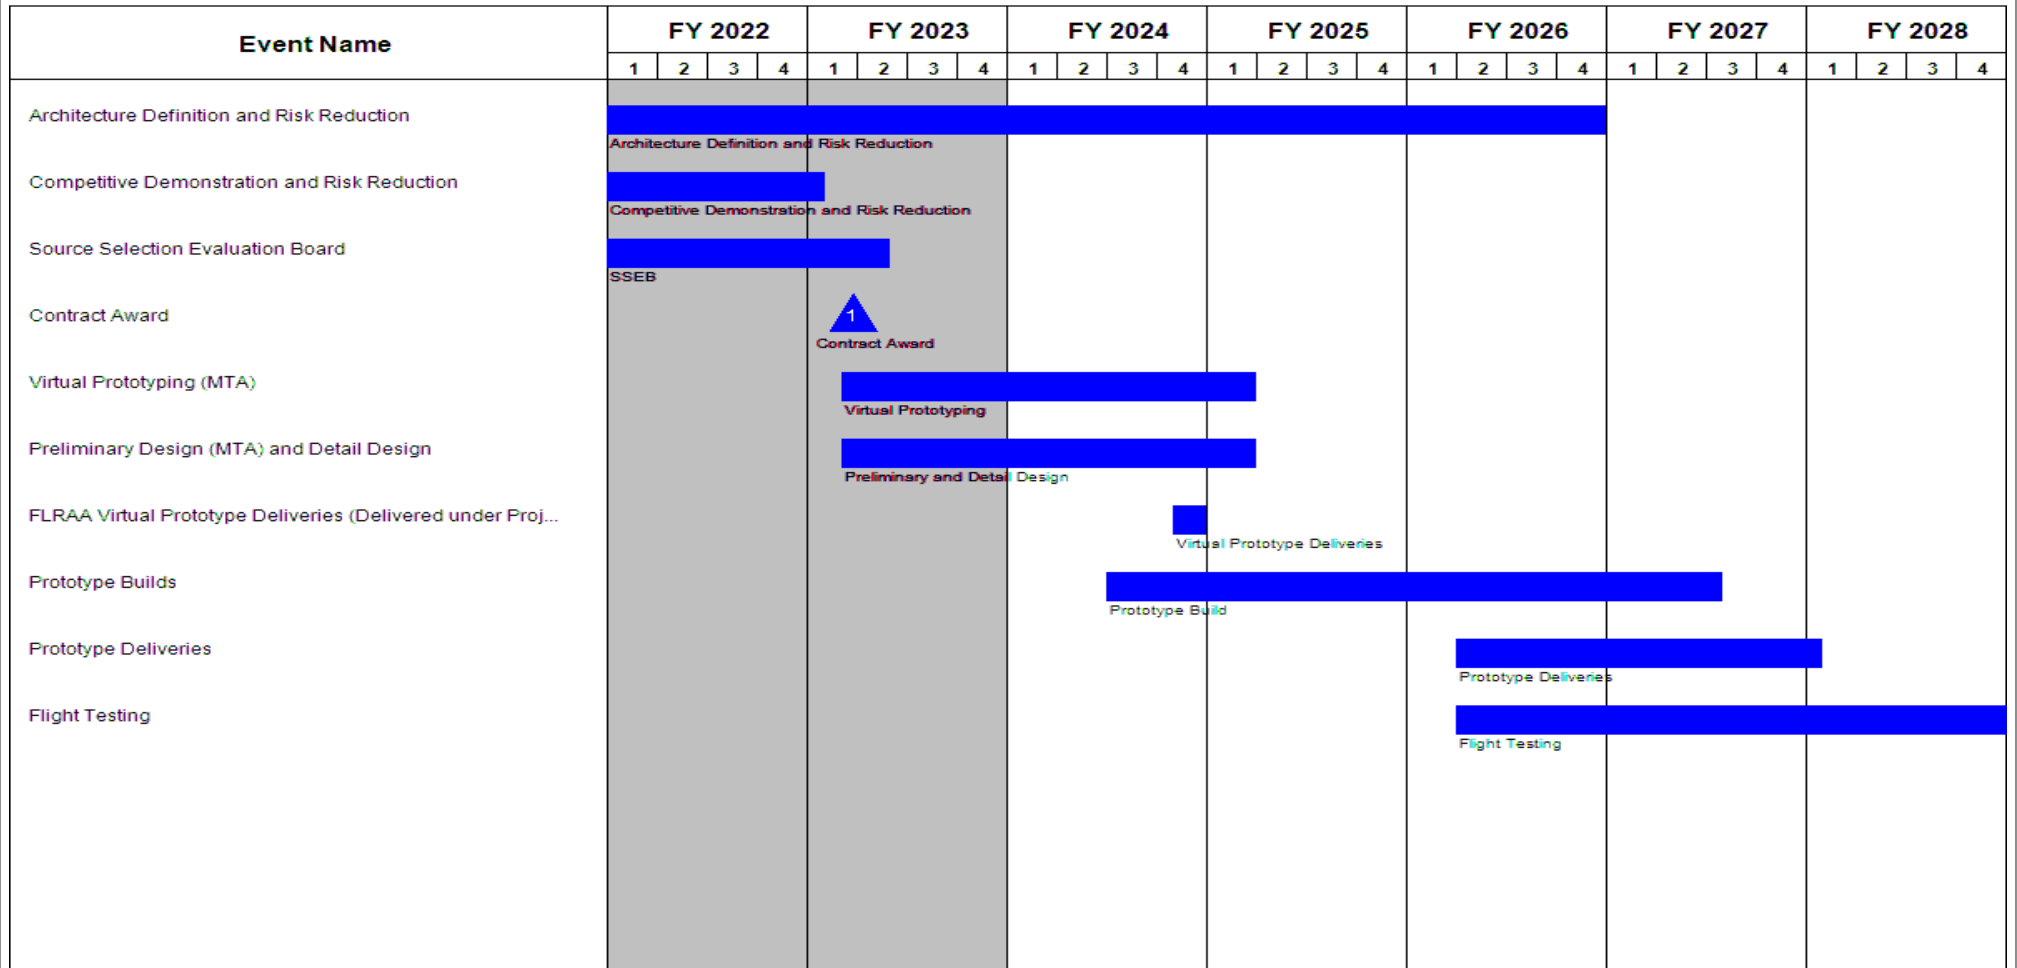 Event Name
FY 2022 FY 2023 FY 2024 FY 2025 FY 2026 FY 2027 FY 2028
1 2 3 4 1 2 3 4 1 2 3 4 1 2 3 4 1 2 3 4 1 2 3 4 1 2 3 4
Architecture Definition and Risk Reduction
Architecture Definition and Risk Reduction
Competitive Demonstration and Risk Reduction
Competitive Demonstration and Risk Reduction
Source Selection Evaluation Board
SSEB
Contract Award
1
Contract Award
Virtual Prototyping (MTA)
Virtual Prototyping
Preliminary Design (MTA) and Detail Design
Preliminary and Detail Design
FLRAA Virtual Prototype Deliveries (Delivered under Proj...
Virtual Prototype Deliveries
Prototype Builds
Prototype Build
Prototype Deliveries
Prototype Deliveries
Flight Testing
Flight Testing